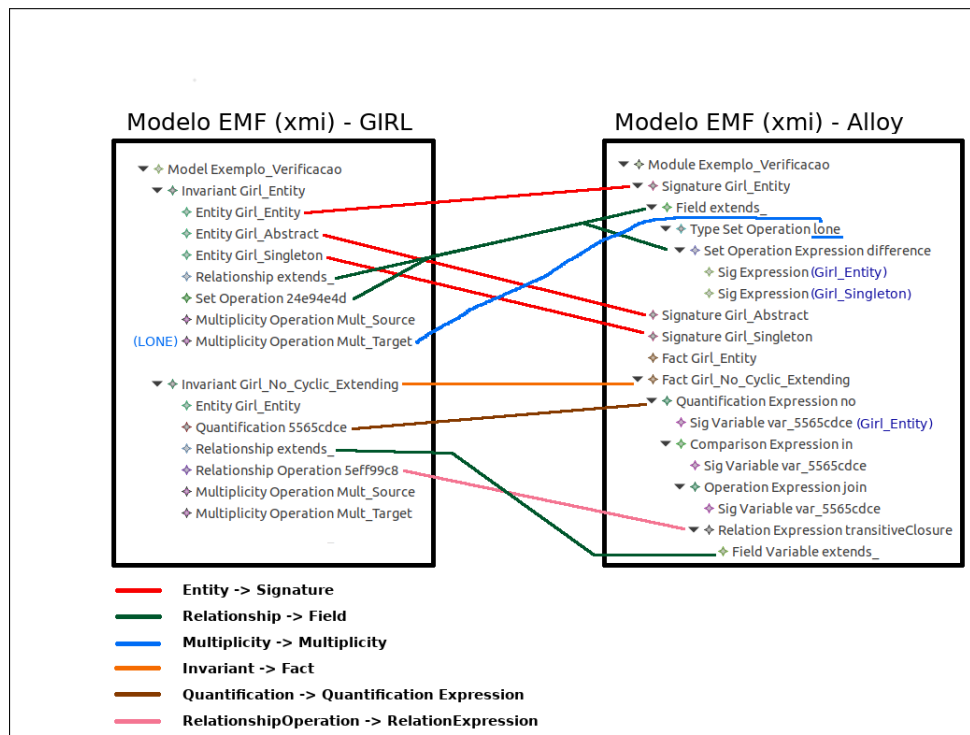 Modelo EMF (xmi) - GIRL
Model Exemplo_Verificacao
Invariant Girl_Entity
Entity Girl_Entity
Entity Girl_Abstract
Entity Girl_Singleton
Relationship extends_
Set Operation 24e94e4d
Multiplicity Operation Mult_Source
(LONE) Multiplicity Operation Mult_Target
Invariant Girl_No_Cyclic_Extending
Entity Girl_Entity
Quantification 5565cdce
Relationship extends_
Relationship Operation 5eff99c8
Multiplicity Operation Mult_Source
Multiplicity Operation Mult_Target
Modelo EMF (xmi) - Alloy
Module Exemplo_Verificacao
Signature Girl_Entity
Field extends_
Type Set Operation lone
Set Operation Expression difference
Sig Expression (Girl_Entity)
Sig Expression (Girl_Singleton)
Signature Girl_Abstract
Signature Girl_Singleton
Fact Girl_Entity
Fact Girl_No_Cyclic_Extending
Quantification Expression no
Sig Variable var_5565cdce (Girl_Entity)
Comparison Expression in
Sig Variable var_5565cdce
Operation Expression join
Sig Variable var_5565cdce
Relation Expression transitiveClosure
Field Variable extends_
Entity -> Signature
Relationship -> Field
Multiplicity -> Multiplicity
Invariant -> Fact
Quantification -> Quantification Expression
RelationshipOperation -> RelationExpression